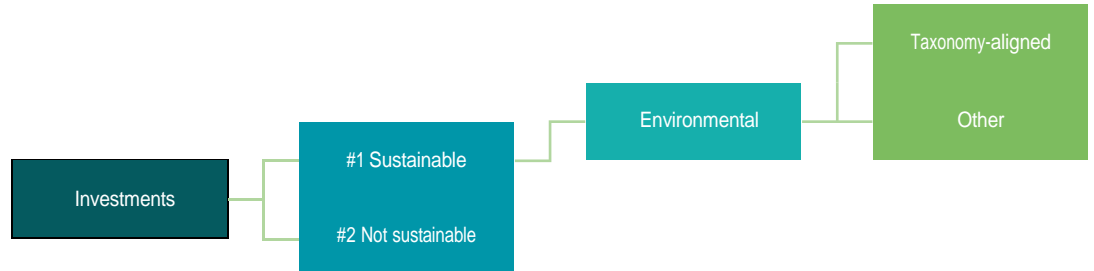 Investments
#1 Sustainable
#2 Not sustainable
Environmental
Taxonomy-aligned
Other